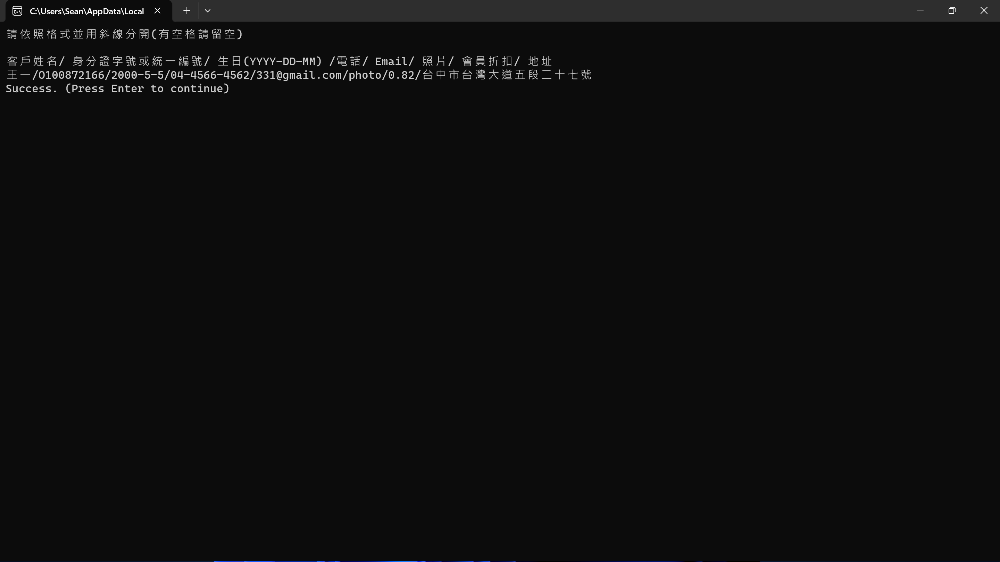 C:\Users\Sean\AppData\Local
請依照格式並用斜線分開(有空格請留空)
客戶姓名/ 身分證字號或統一編號/ 生日(YYYY-DD-MM) /電話/ Email/ 照片/ 會員折扣/ 地址
王一/O100872166/2000-5-5/04-4566-4562/331@gmail.com/photo/0.82/台中市台灣大道五段二十七號
Success. (Press Enter to continue)